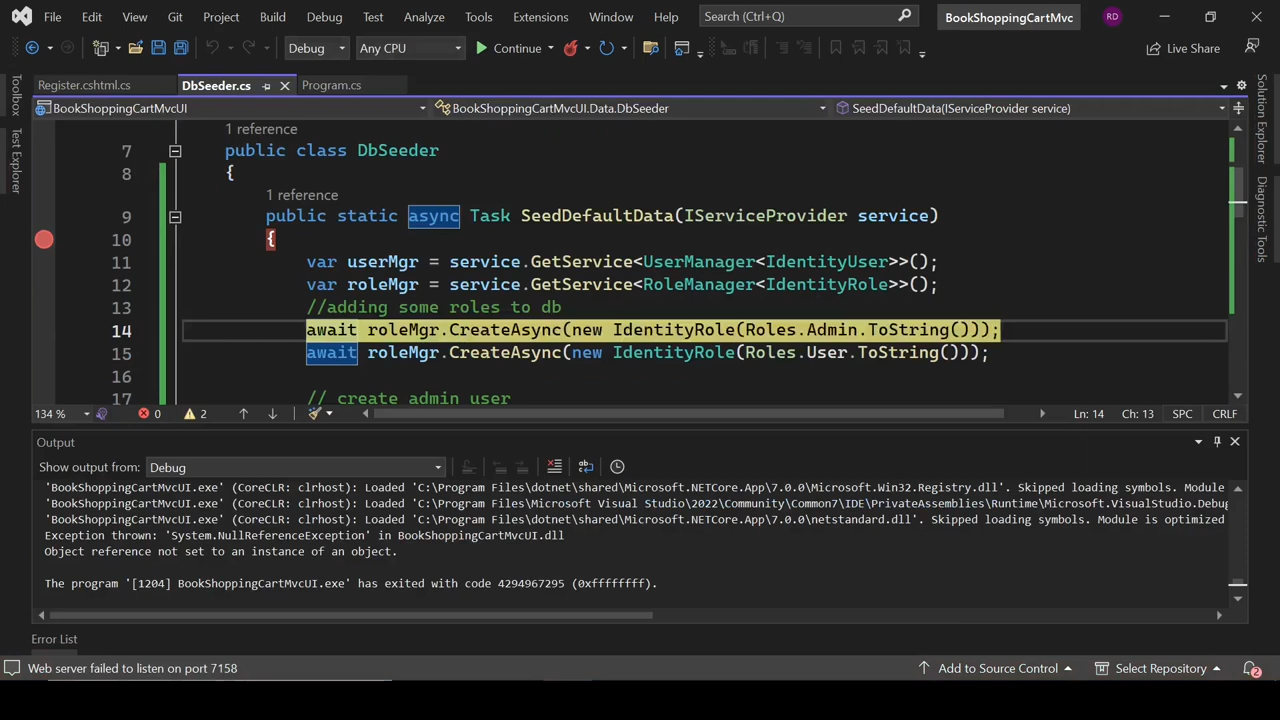 File Edit View Git Project Build Debug Test Analyze Tools Extensions Window Help Search (Ctrl+Q) BookShoppingCartMvc RD
Debug Any CPU Continue Live Share
Register.cshtml.cs DbSeeder.cs Program.cs
BookShoppingCartMvcUI BookShoppingCartMvcUI.Data.DbSeeder SeedDefaultData(IServiceProvider service)
Toolbox
Test Explorer
Solution Explorer
Diagnostic Tools
1 reference
7 public class DbSeeder
8 {
1 reference
9 public static async Task SeedDefaultData(IServiceProvider service)
10 {
11 var userMgr = service.GetService<UserManager<IdentityUser>>();
12 var roleMgr = service.GetService<RoleManager<IdentityRole>>();
13 //adding some roles to db
14 await roleMgr.CreateAsync(new IdentityRole(Roles.Admin.ToString()));
15 await roleMgr.CreateAsync(new IdentityRole(Roles.User.ToString()));
16
17 // create admin user
134 % 0 2 Ln: 14 Ch: 13 SPC CRLF
Output
Show output from: Debug
'BookShoppingCartMvcUI.exe' (CoreCLR: clrhost): Loaded 'C:\Program Files\dotnet\shared\Microsoft.NETCore.App\7.0.0\Microsoft.Win32.Registry.dll'. Skipped loading symbols. Module
'BookShoppingCartMvcUI.exe' (CoreCLR: clrhost): Loaded 'C:\Program Files\Microsoft Visual Studio\2022\Community\Common7\IDE\PrivateAssemblies\Runtime\Microsoft.VisualStudio.Debug
'BookShoppingCartMvcUI.exe' (CoreCLR: clrhost): Loaded 'C:\Program Files\dotnet\shared\Microsoft.NETCore.App\7.0.0\netstandard.dll'. Skipped loading symbols. Module is optimized
Exception thrown: 'System.NullReferenceException' in BookShoppingCartMvcUI.dll
Object reference not set to an instance of an object.
The program '[1204] BookShoppingCartMvcUI.exe' has exited with code 4294967295 (0xffffffff).
Error List
Web server failed to listen on port 7158 Add to Source Control Select Repository 2